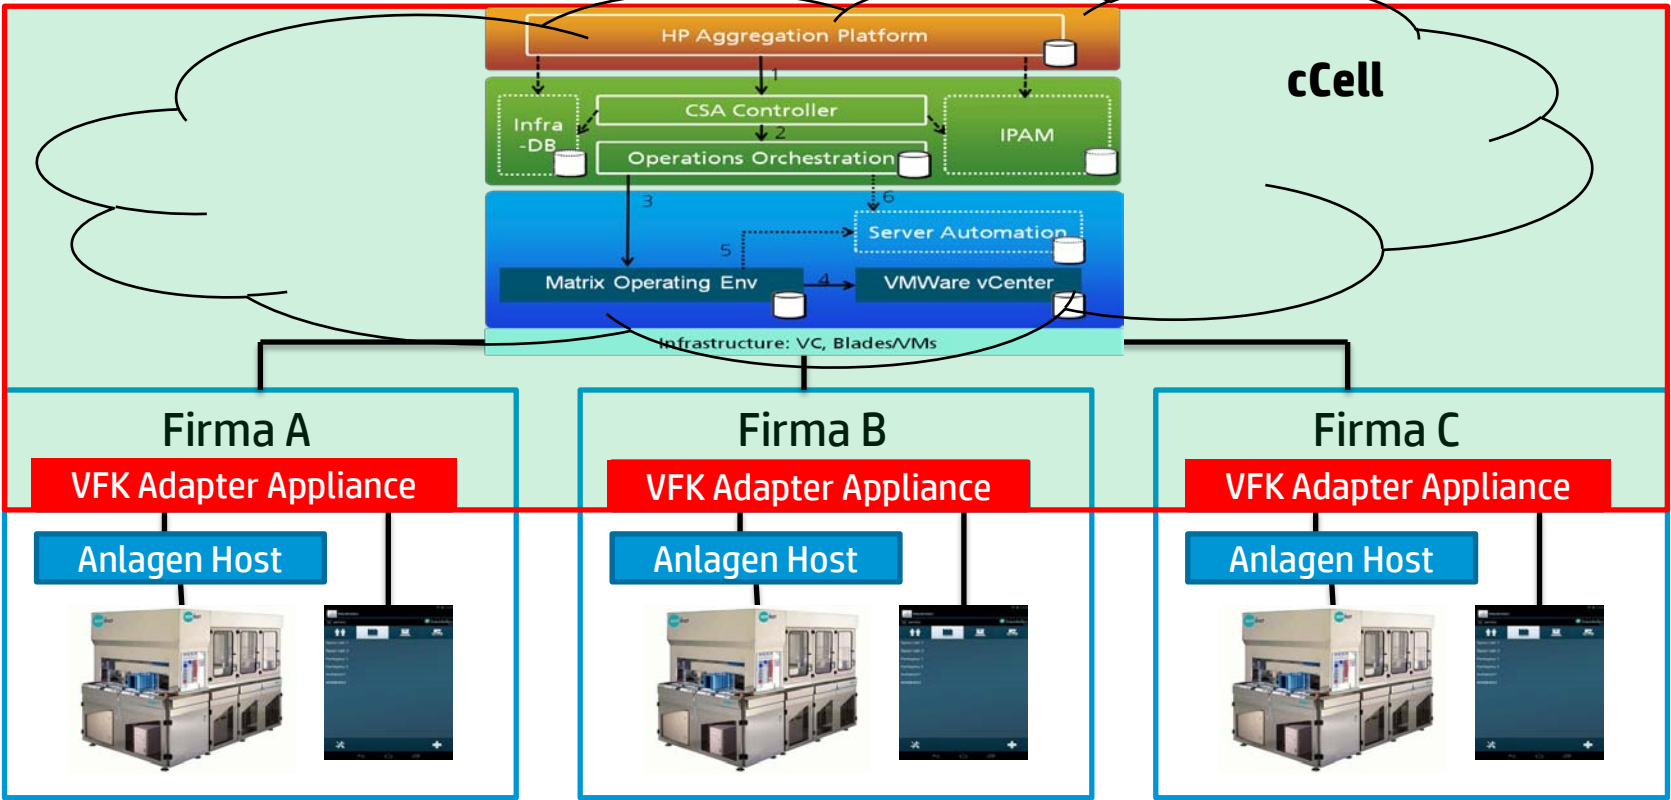 HP Aggregation Platform
cCell
1
CSA Controller
Infra
-DB
2
IPAM
Operations Orchestration
3
6
Server Automation
5
Matrix Operating Env
4
VMWare vCenter
Infrastructure: VC, Blades/VMs
Firma A
Firma B
Firma C
VFK Adapter Appliance
VFK Adapter Appliance
VFK Adapter Appliance
Anlagen Host
Anlagen Host
Anlagen Host